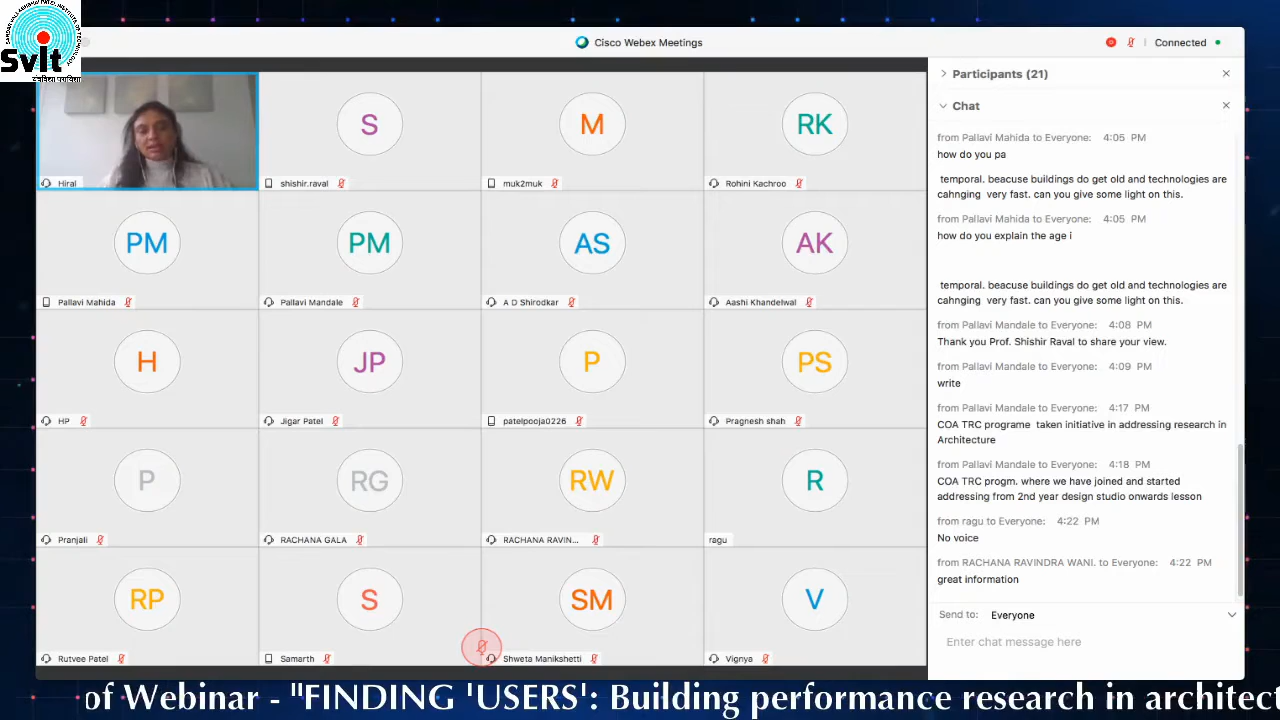 SARDAR VALLABHBHAI PATEL INSTITUTE OF TECHNOLOGY
SVIT
Cisco Webex Meetings
Connected
Hiral
S
shishir.raval
M
muk2muk
RK
Rohini Kachroo
PM
Pallavi Mahida
PM
Pallavi Mandale
AS
A D Shirodkar
AK
Aashi Khandelwal
H
HP
JP
Jigar Patel
P
patelpooja0226
PS
Pragnesh shah
P
Pranjali
RG
RACHANA GALA
RW
RACHANA RAVIN...
R
ragu
RP
Rutvee Patel
S
Samarth
SM
Shweta Manikshetti
V
Vignya
Participants (21)
Chat
from Pallavi Mahida to Everyone: 4:05 PM
how do you pa
temporal. beacuse buildings do get old and technologies are
cahnging very fast. can you give some light on this.
from Pallavi Mahida to Everyone: 4:05 PM
how do you explain the age i
temporal. beacuse buildings do get old and technologies are
cahnging very fast. can you give some light on this.
from Pallavi Mandale to Everyone: 4:08 PM
Thank you Prof. Shishir Raval to share your view.
from Pallavi Mandale to Everyone: 4:09 PM
write
from Pallavi Mandale to Everyone: 4:17 PM
COA TRC programe taken initiative in addressing research in
Architecture
from Pallavi Mandale to Everyone: 4:18 PM
COA TRC progm. where we have joined and started
addressing from 2nd year design studio onwards lesson
from ragu to Everyone: 4:22 PM
No voice
from RACHANA RAVINDRA WANI. to Everyone: 4:22 PM
great information
Send to: Everyone
Enter chat message here
of Webinar - "FINDING 'USERS': Building performance research in architec